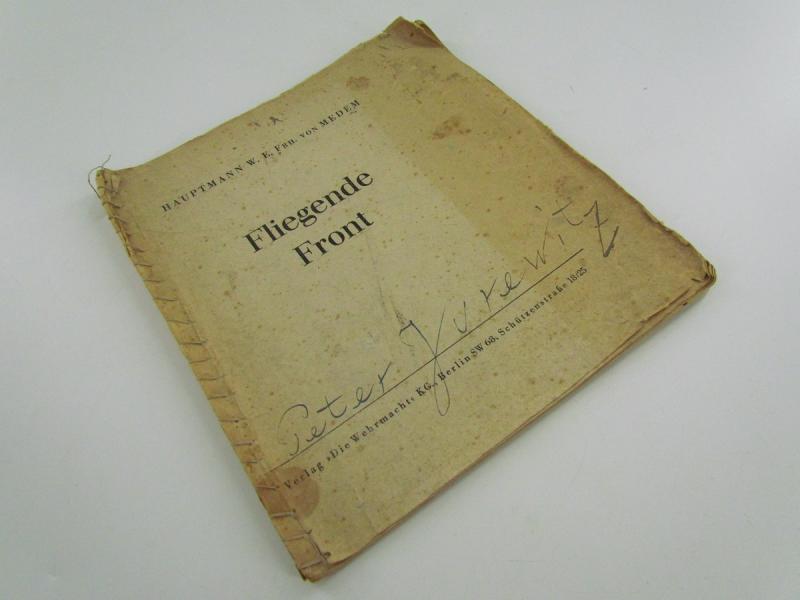 HAUPTMANN W. E. FRH. VON MEDEM
Fliegende
Front
Peter Jurewitz
Verlag »Die Wehrmacht« KG., Berlin SW 68, Schützenstraße 18/25